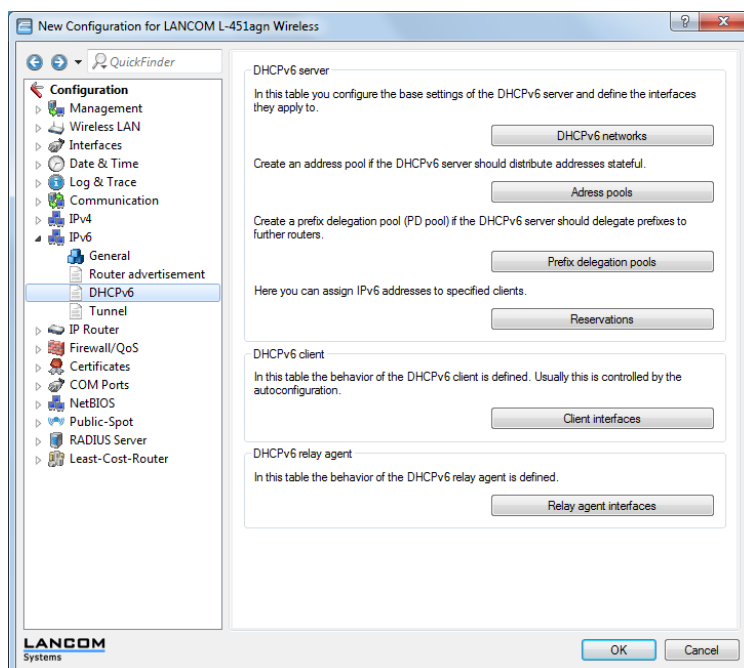 New Configuration for LANCOM L-451agn Wireless
QuickFinder
Configuration
Management
Wireless LAN
Interfaces
Date & Time
Log & Trace
Communication
IPv4
IPv6
General
Router advertisement
DHCPv6
Tunnel
IP Router
Firewall/QoS
Certificates
COM Ports
NetBIOS
Public-Spot
RADIUS Server
Least-Cost-Router
DHCPv6 server
In this table you configure the base settings of the DHCPv6 server and define the interfaces
they apply to.
DHCPv6 networks
Create an address pool if the DHCPv6 server should distribute addresses stateful.
Adress pools
Create a prefix delegation pool (PD pool) if the DHCPv6 server should delegate prefixes to
further routers.
Prefix delegation pools
Here you can assign IPv6 addresses to specified clients.
Reservations
DHCPv6 client
In this table the behavior of the DHCPv6 client is defined. Usually this is controlled by the
autoconfiguration.
Client interfaces
DHCPv6 relay agent
In this table the behavior of the DHCPv6 relay agent is defined.
Relay agent interfaces
LANCOM
Systems
OK
Cancel